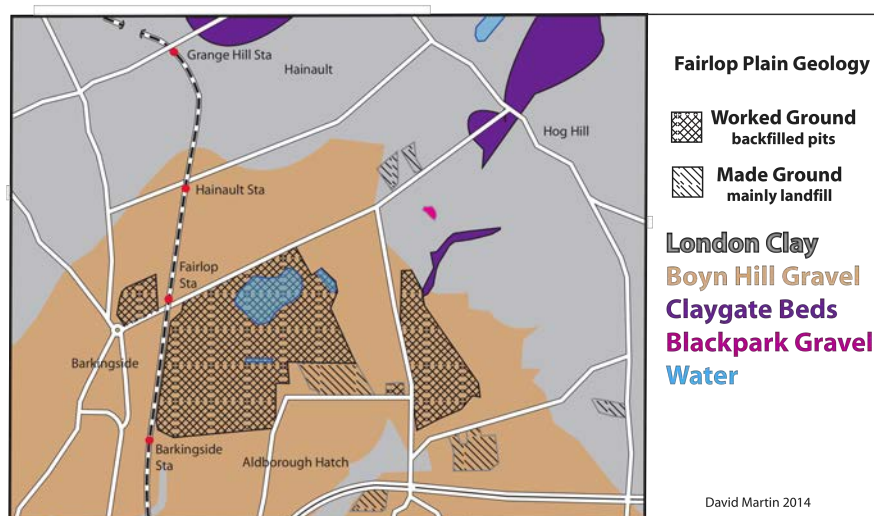 Grange Hill Sta
Hainault
Hog Hill
Hainault Sta
Fairlop
Sta
Barkingside
Barkingside
Sta
Aldborough Hatch
Fairlop Plain Geology
Worked Ground
backfilled pits
Made Ground
mainly landfill
London Clay
Boyn Hill Gravel
Claygate Beds
Blackpark Gravel
Water
David Martin 2014